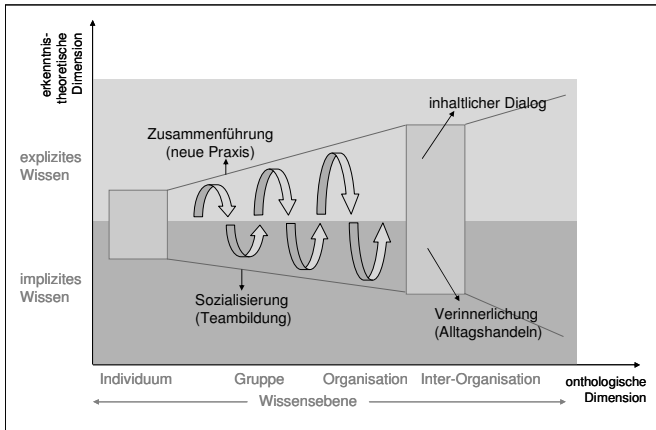 erkenntnis-
theoretische
Dimension
inhaltlicher Dialog
Zusammenführung
(neue Praxis)
explizites
Wissen
implizites
Wissen
Sozialisierung
(Teambildung)
Verinnerlichung
(Alltagshandeln)
Individuum Gruppe Organisation Inter-Organisation
onthologische
Dimension
Wissensebene